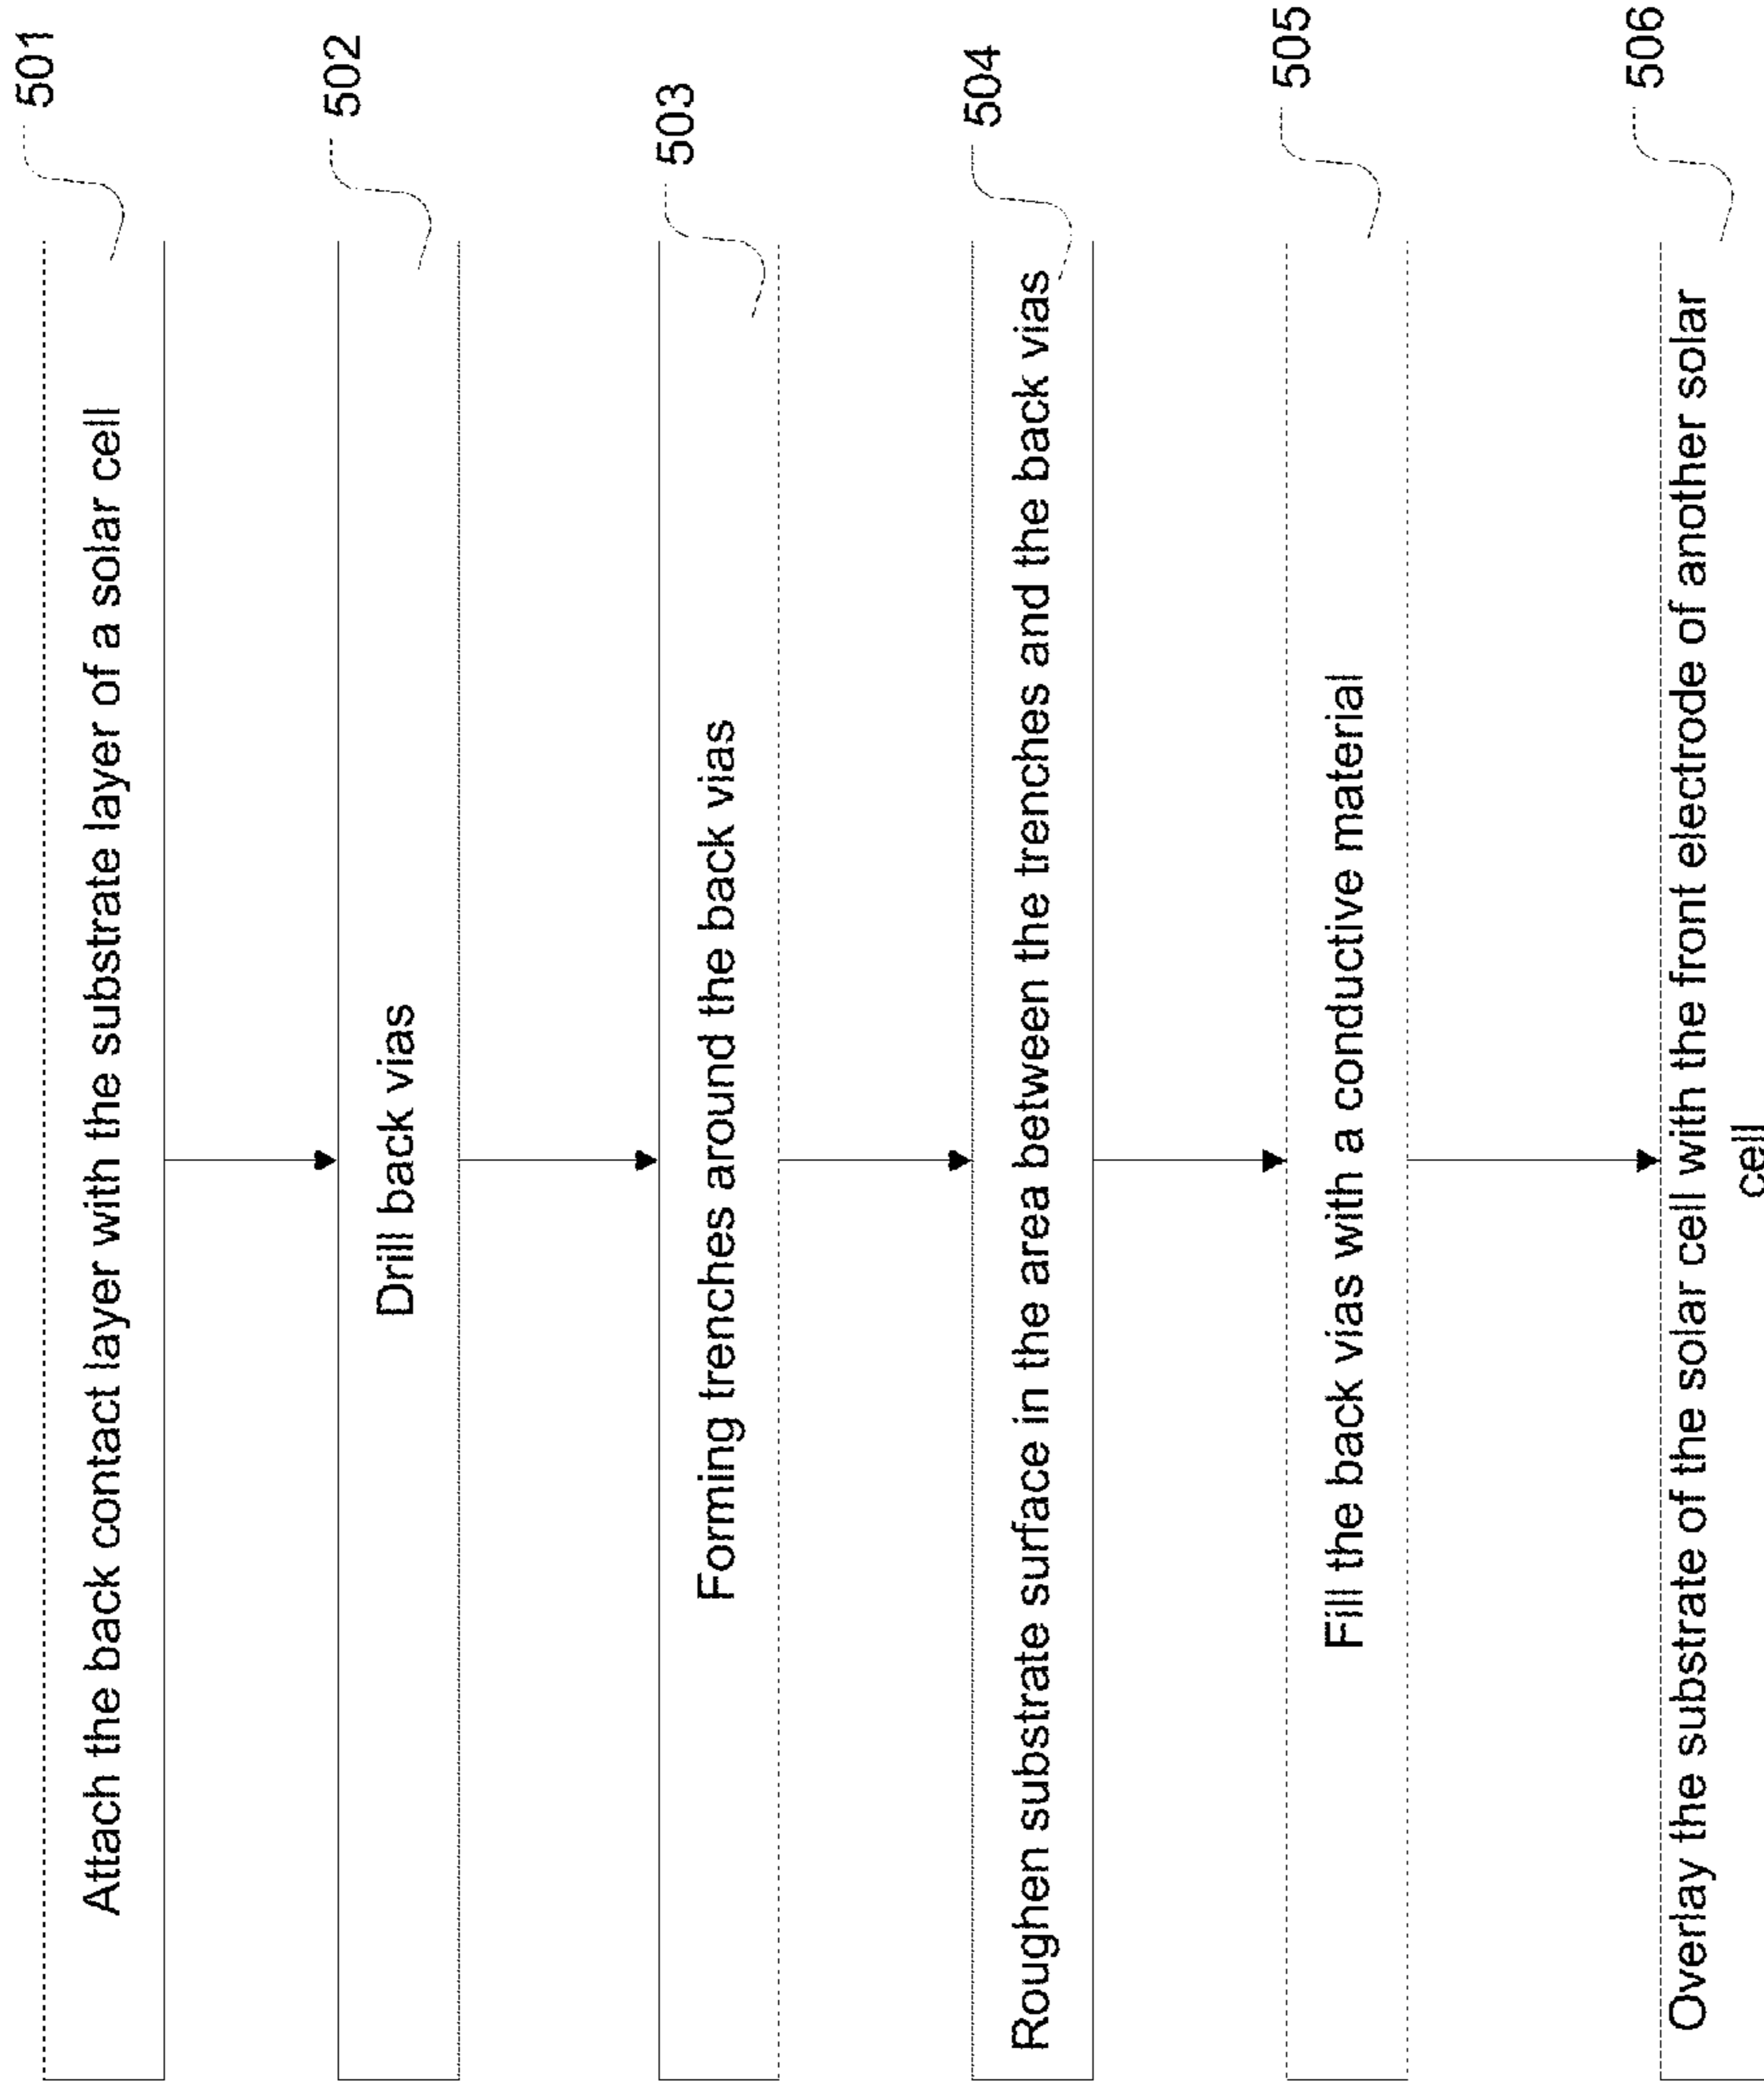 501
Attach the back contact layer with the substrate layer of a solar cell
502
Drill back vias
503
Forming trenches around the back vias
504
Roughen substrate surface in the area between the trenches and the back vias
505
Fill the back vias with a conductive material
506
Overlay the substrate of the solar cell with the front electrode of another solar
cell